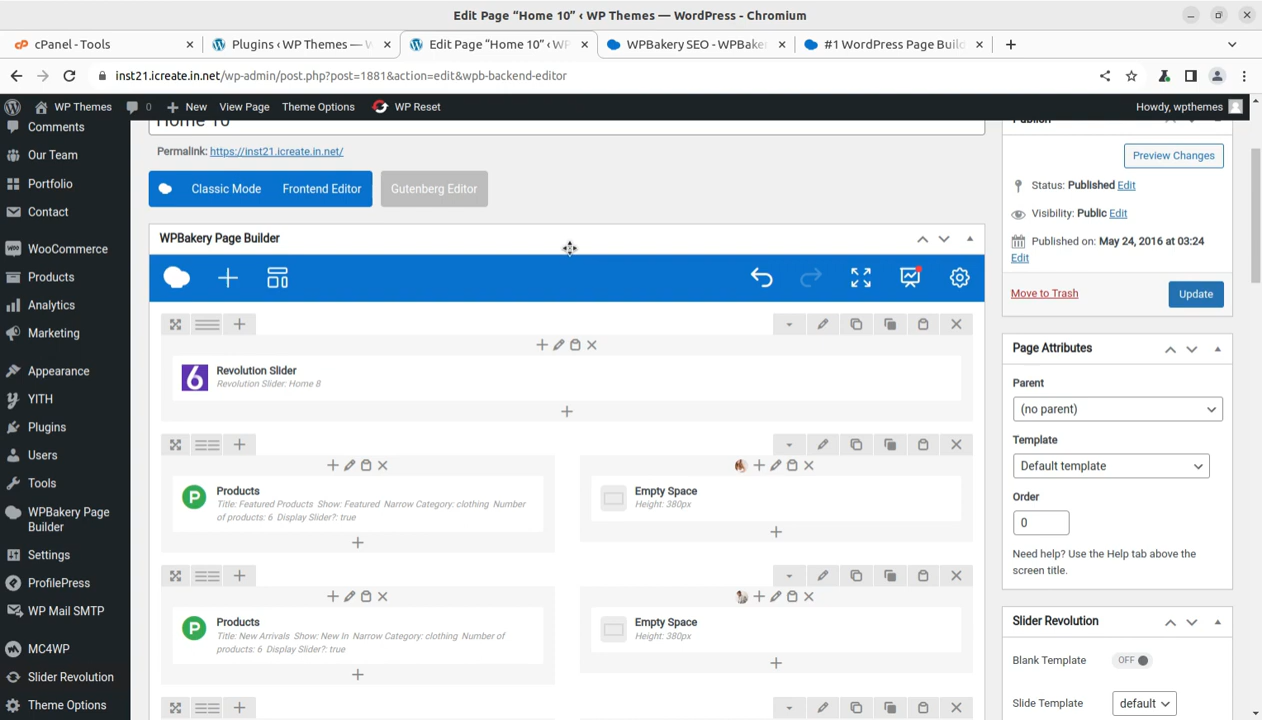 Edit Page “Home 10” ‹ WP Themes — WordPress - Chromium
cPanel - Tools
Plugins ‹ WP Themes —
Edit Page “Home 10” ‹ WP
WPBakery SEO - WPBake
#1 WordPress Page Build
inst21.icreate.in.net/wp-admin/post.php?post=1881&action=edit&wpb-backend-editor
WP Themes
0
New
View Page
Theme Options
WP Reset
Howdy, wpthemes
Comments
Our Team
Portfolio
Contact
WooCommerce
Products
Analytics
Marketing
Appearance
YITH
Plugins
Users
Tools
WPBakery Page
Builder
Settings
ProfilePress
WP Mail SMTP
MC4WP
Slider Revolution
Theme Options
Home 10
Permalink: https://inst21.icreate.in.net/
Classic Mode
Frontend Editor
Gutenberg Editor
WPBakery Page Builder
6
Revolution Slider
Revolution Slider: Home 8
P
Products
Title: Featured Products Show: Featured Narrow Category: clothing Number
of products: 6 Display Slider?: true
Empty Space
Height: 380px
P
Products
Title: New Arrivals Show: New In Narrow Category: clothing Number of
products: 6 Display Slider?: true
Empty Space
Height: 380px
Publish
Preview Changes
Status: Published Edit
Visibility: Public Edit
Published on: May 24, 2016 at 03:24
Edit
Move to Trash
Update
Page Attributes
Parent
(no parent)
Template
Default template
Order
0
Need help? Use the Help tab above the
screen title.
Slider Revolution
Blank Template
OFF
Slide Template
default